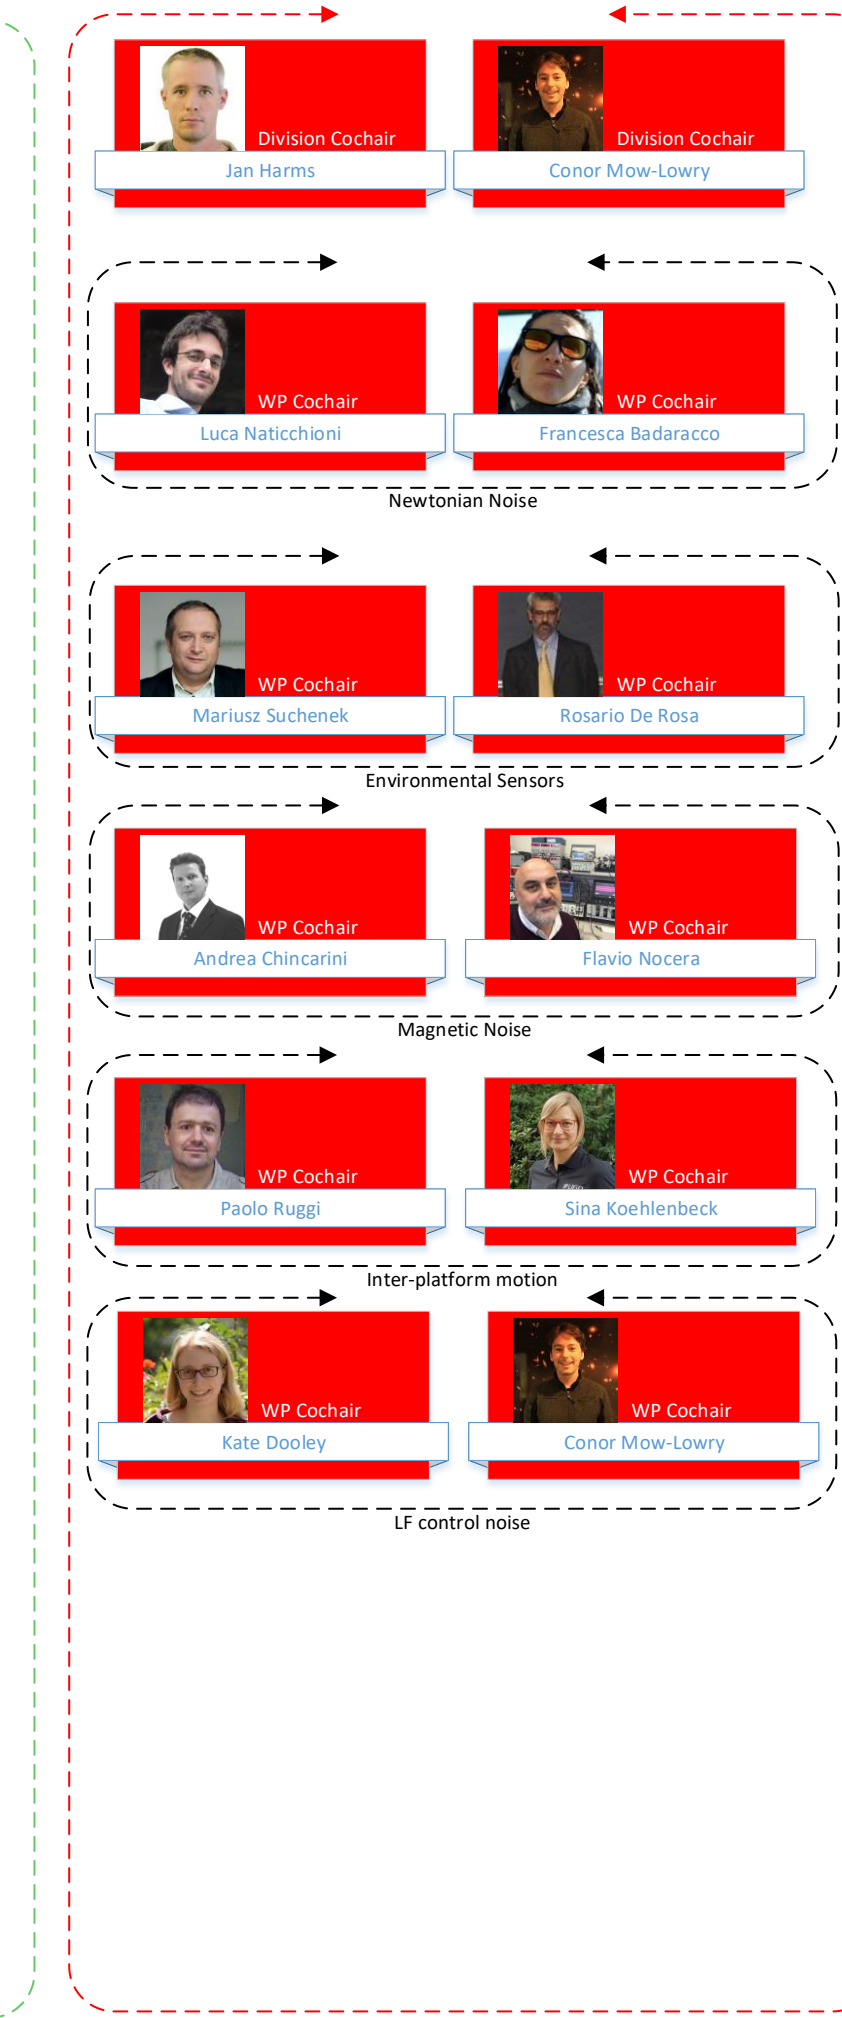 Division Cochair
Jan Harms
Division Cochair
Conor Mow-Lowry
WP Cochair
Luca Naticchioni
WP Cochair
Francesca Badaracco
Newtonian Noise
WP Cochair
Mariusz Suchenek
WP Cochair
Rosario De Rosa
Environmental Sensors
WP Cochair
Andrea Chincarini
WP Cochair
Flavio Nocera
Magnetic Noise
WP Cochair
Paolo Ruggi
WP Cochair
Sina Koehlenbeck
Inter-platform motion
WP Cochair
Kate Dooley
WP Cochair
Conor Mow-Lowry
LF control noise